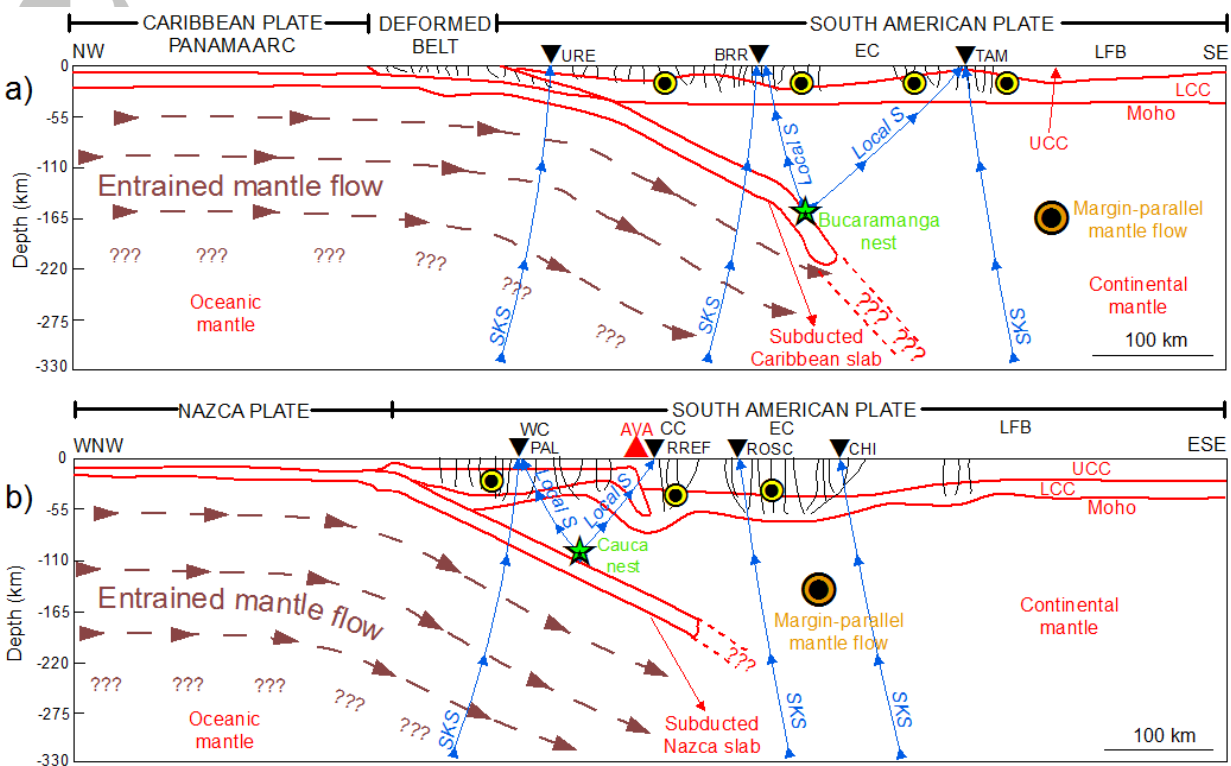 CARIBBEAN PLATE
PANAMA ARC
DEFORMED
BELT
SOUTH AMERICAN PLATE
NW
URE
BRR
EC
TAM
LFB
SE
a)
0
-55
-110
-165
-220
-275
-330
Depth (km)
LCC
Moho
UCC
Local S
Local S
Entrained mantle flow
Bucaramanga
nest
Margin-parallel
mantle flow
??? ??? ??? ??? ??? ???
??? ???
Oceanic
mantle
SKS
SKS
SKS
Subducted
Caribbean slab
Continental
mantle
100 km
NAZCA PLATE
SOUTH AMERICAN PLATE
WNW
WC
PAL
AVA
CC
RREF
EC
ROSC
CHI
LFB
ESE
b)
0
-55
-110
-165
-220
-275
-330
Depth (km)
UCC
LCC
Moho
Local S
Local S
Cauca
nest
Entrained mantle flow
Margin-parallel
mantle flow
Continental
mantle
???
??? ??? ??? ??? ???
Oceanic
mantle
SKS
SKS
SKS
Subducted
Nazca slab
100 km